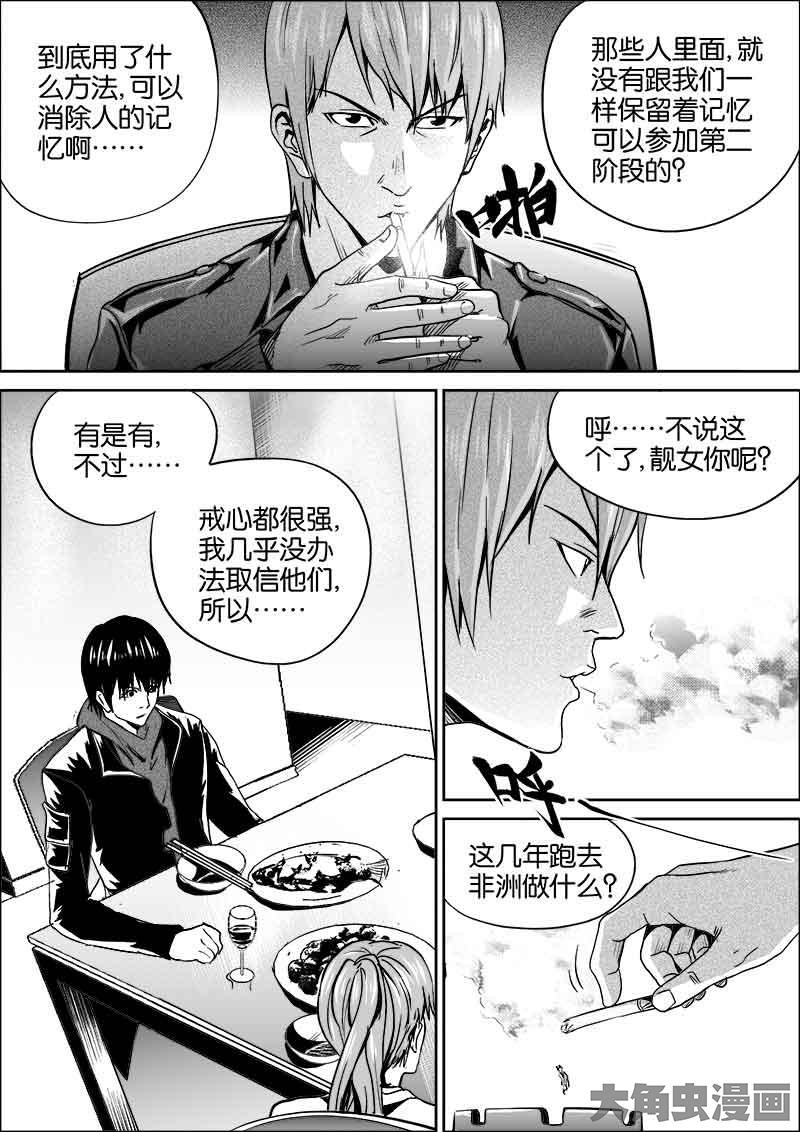 到底用了什
么方法,可以
消除人的记
忆啊……
那些人里面,就
没有跟我们一
样保留着记忆
可以参加第二
阶段的?
啪
有是有,
不过……
戒心都很强,
我几乎没办
法取信他们,
所以……
呼……不说这
个了,靓女你呢?
呼
这几年跑去
非洲做什么?
大角虫漫画